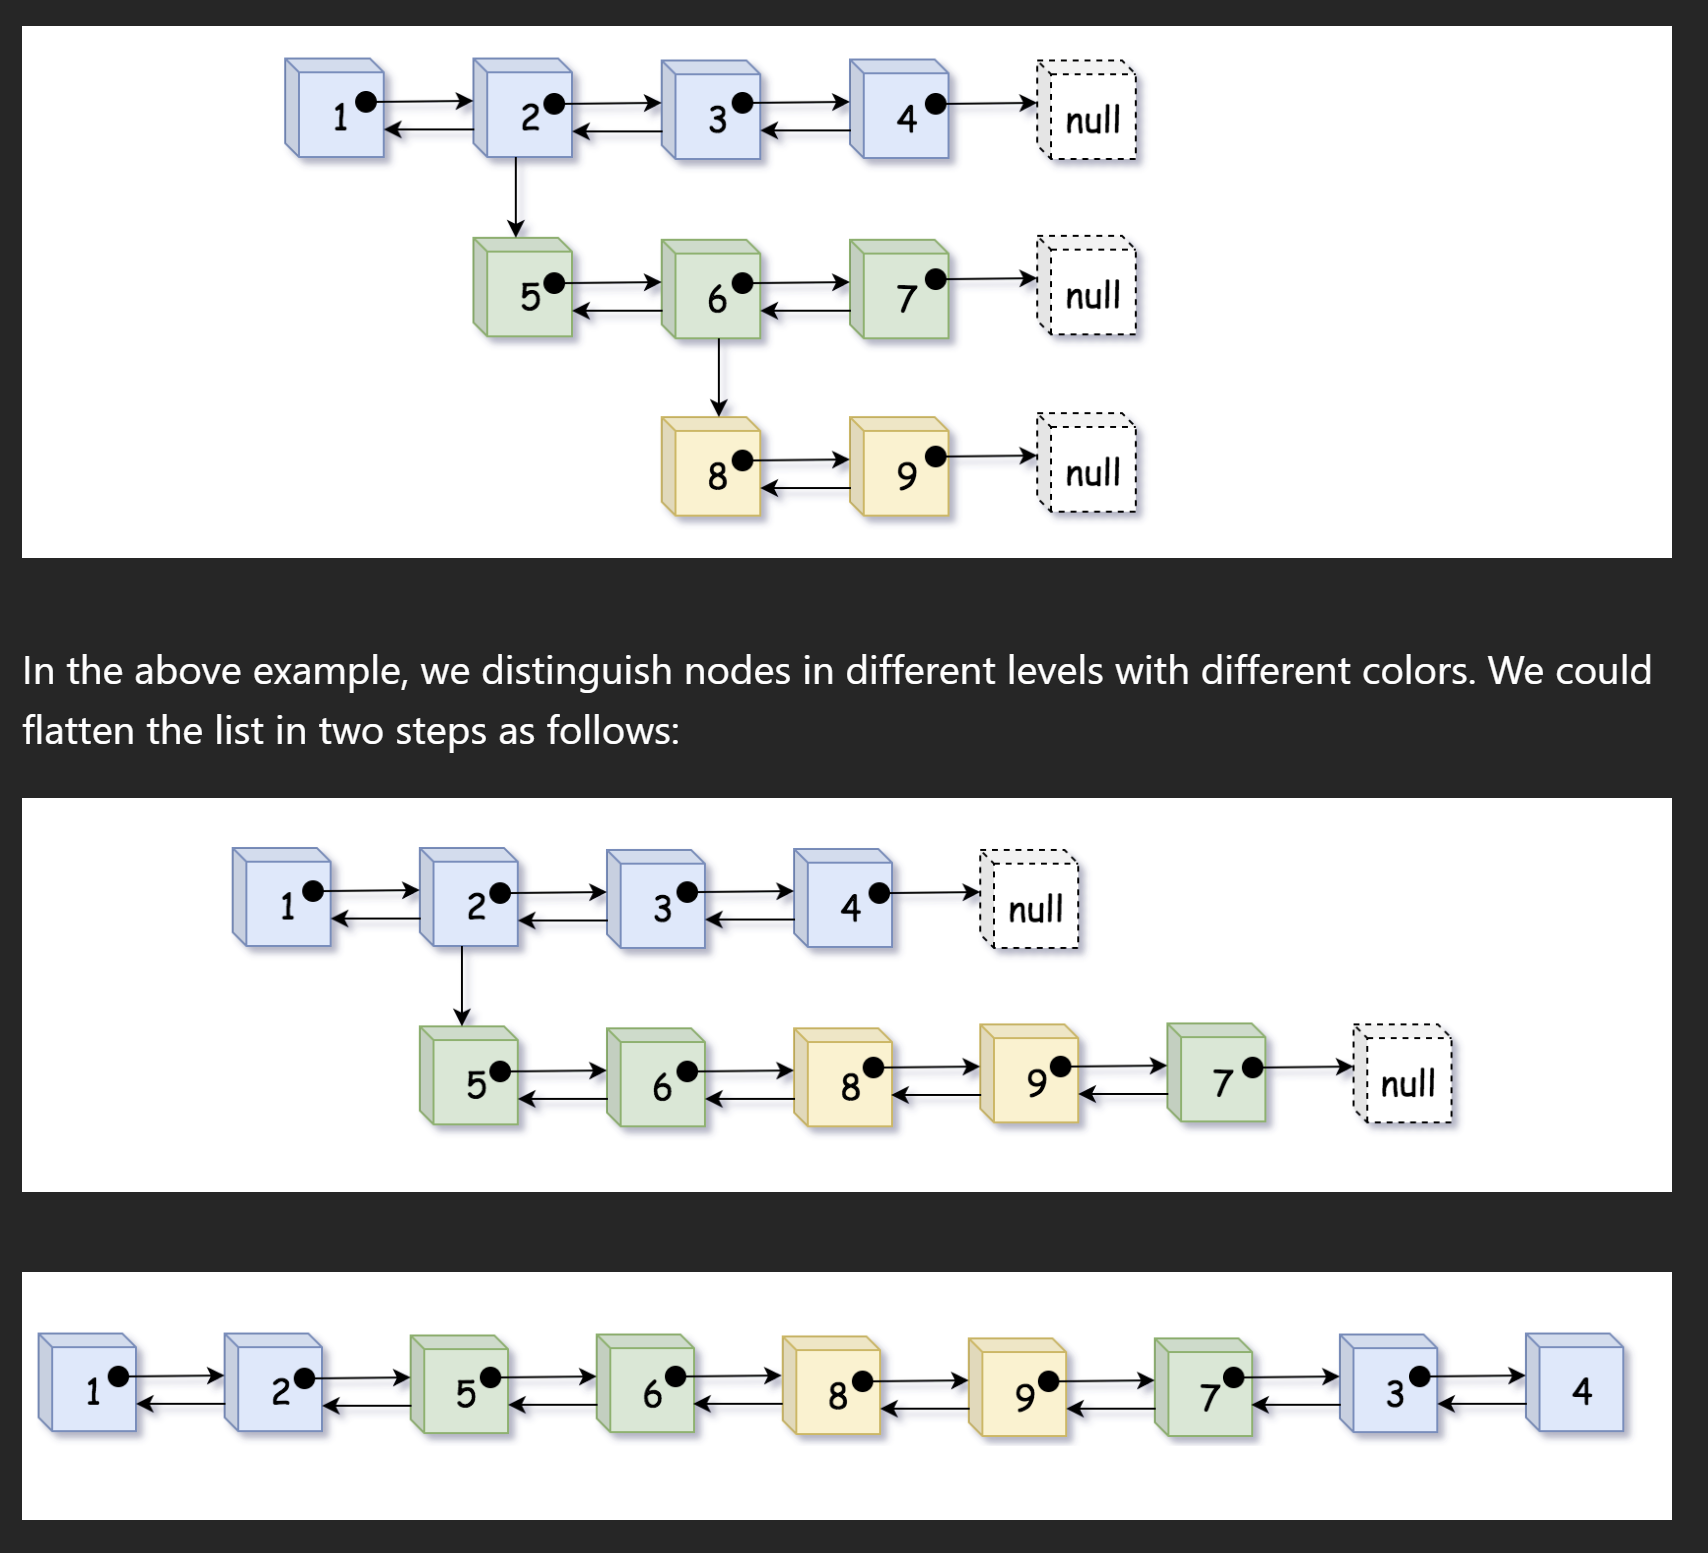 1 2 3 4 null
5 6 7 null
8 9 null
In the above example, we distinguish nodes in different levels with different colors. We could
flatten the list in two steps as follows:
1 2 3 4 null
5 6 8 9 7 null
1 2 5 6 8 9 7 3 4